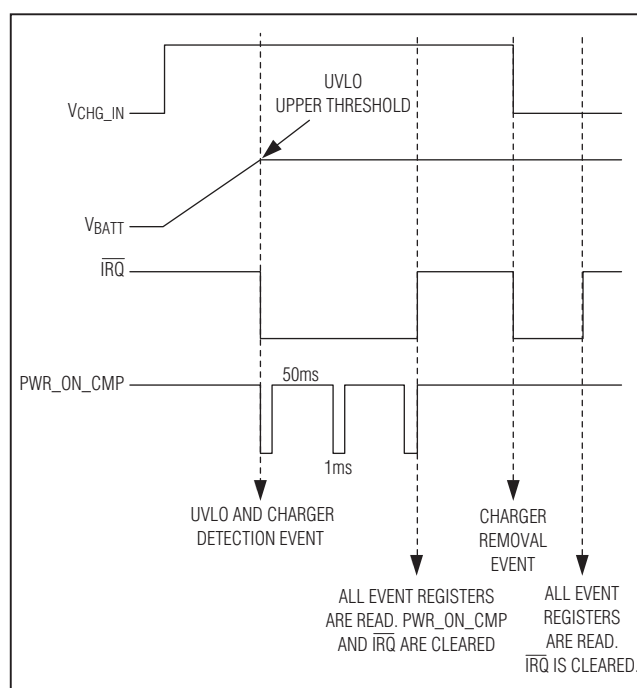 UVLO
UPPER THRESHOLD
VCHG_IN
VBATT
IRQ
PWR_ON_CMP
50ms
1ms
UVLO AND CHARGER
DETECTION EVENT
CHARGER
REMOVAL
EVENT
ALL EVENT REGISTERS
ARE READ. PWR_ON_CMP
AND IRQ ARE CLEARED
ALL EVENT
REGISTERS
ARE READ.
IRQ IS CLEARED.